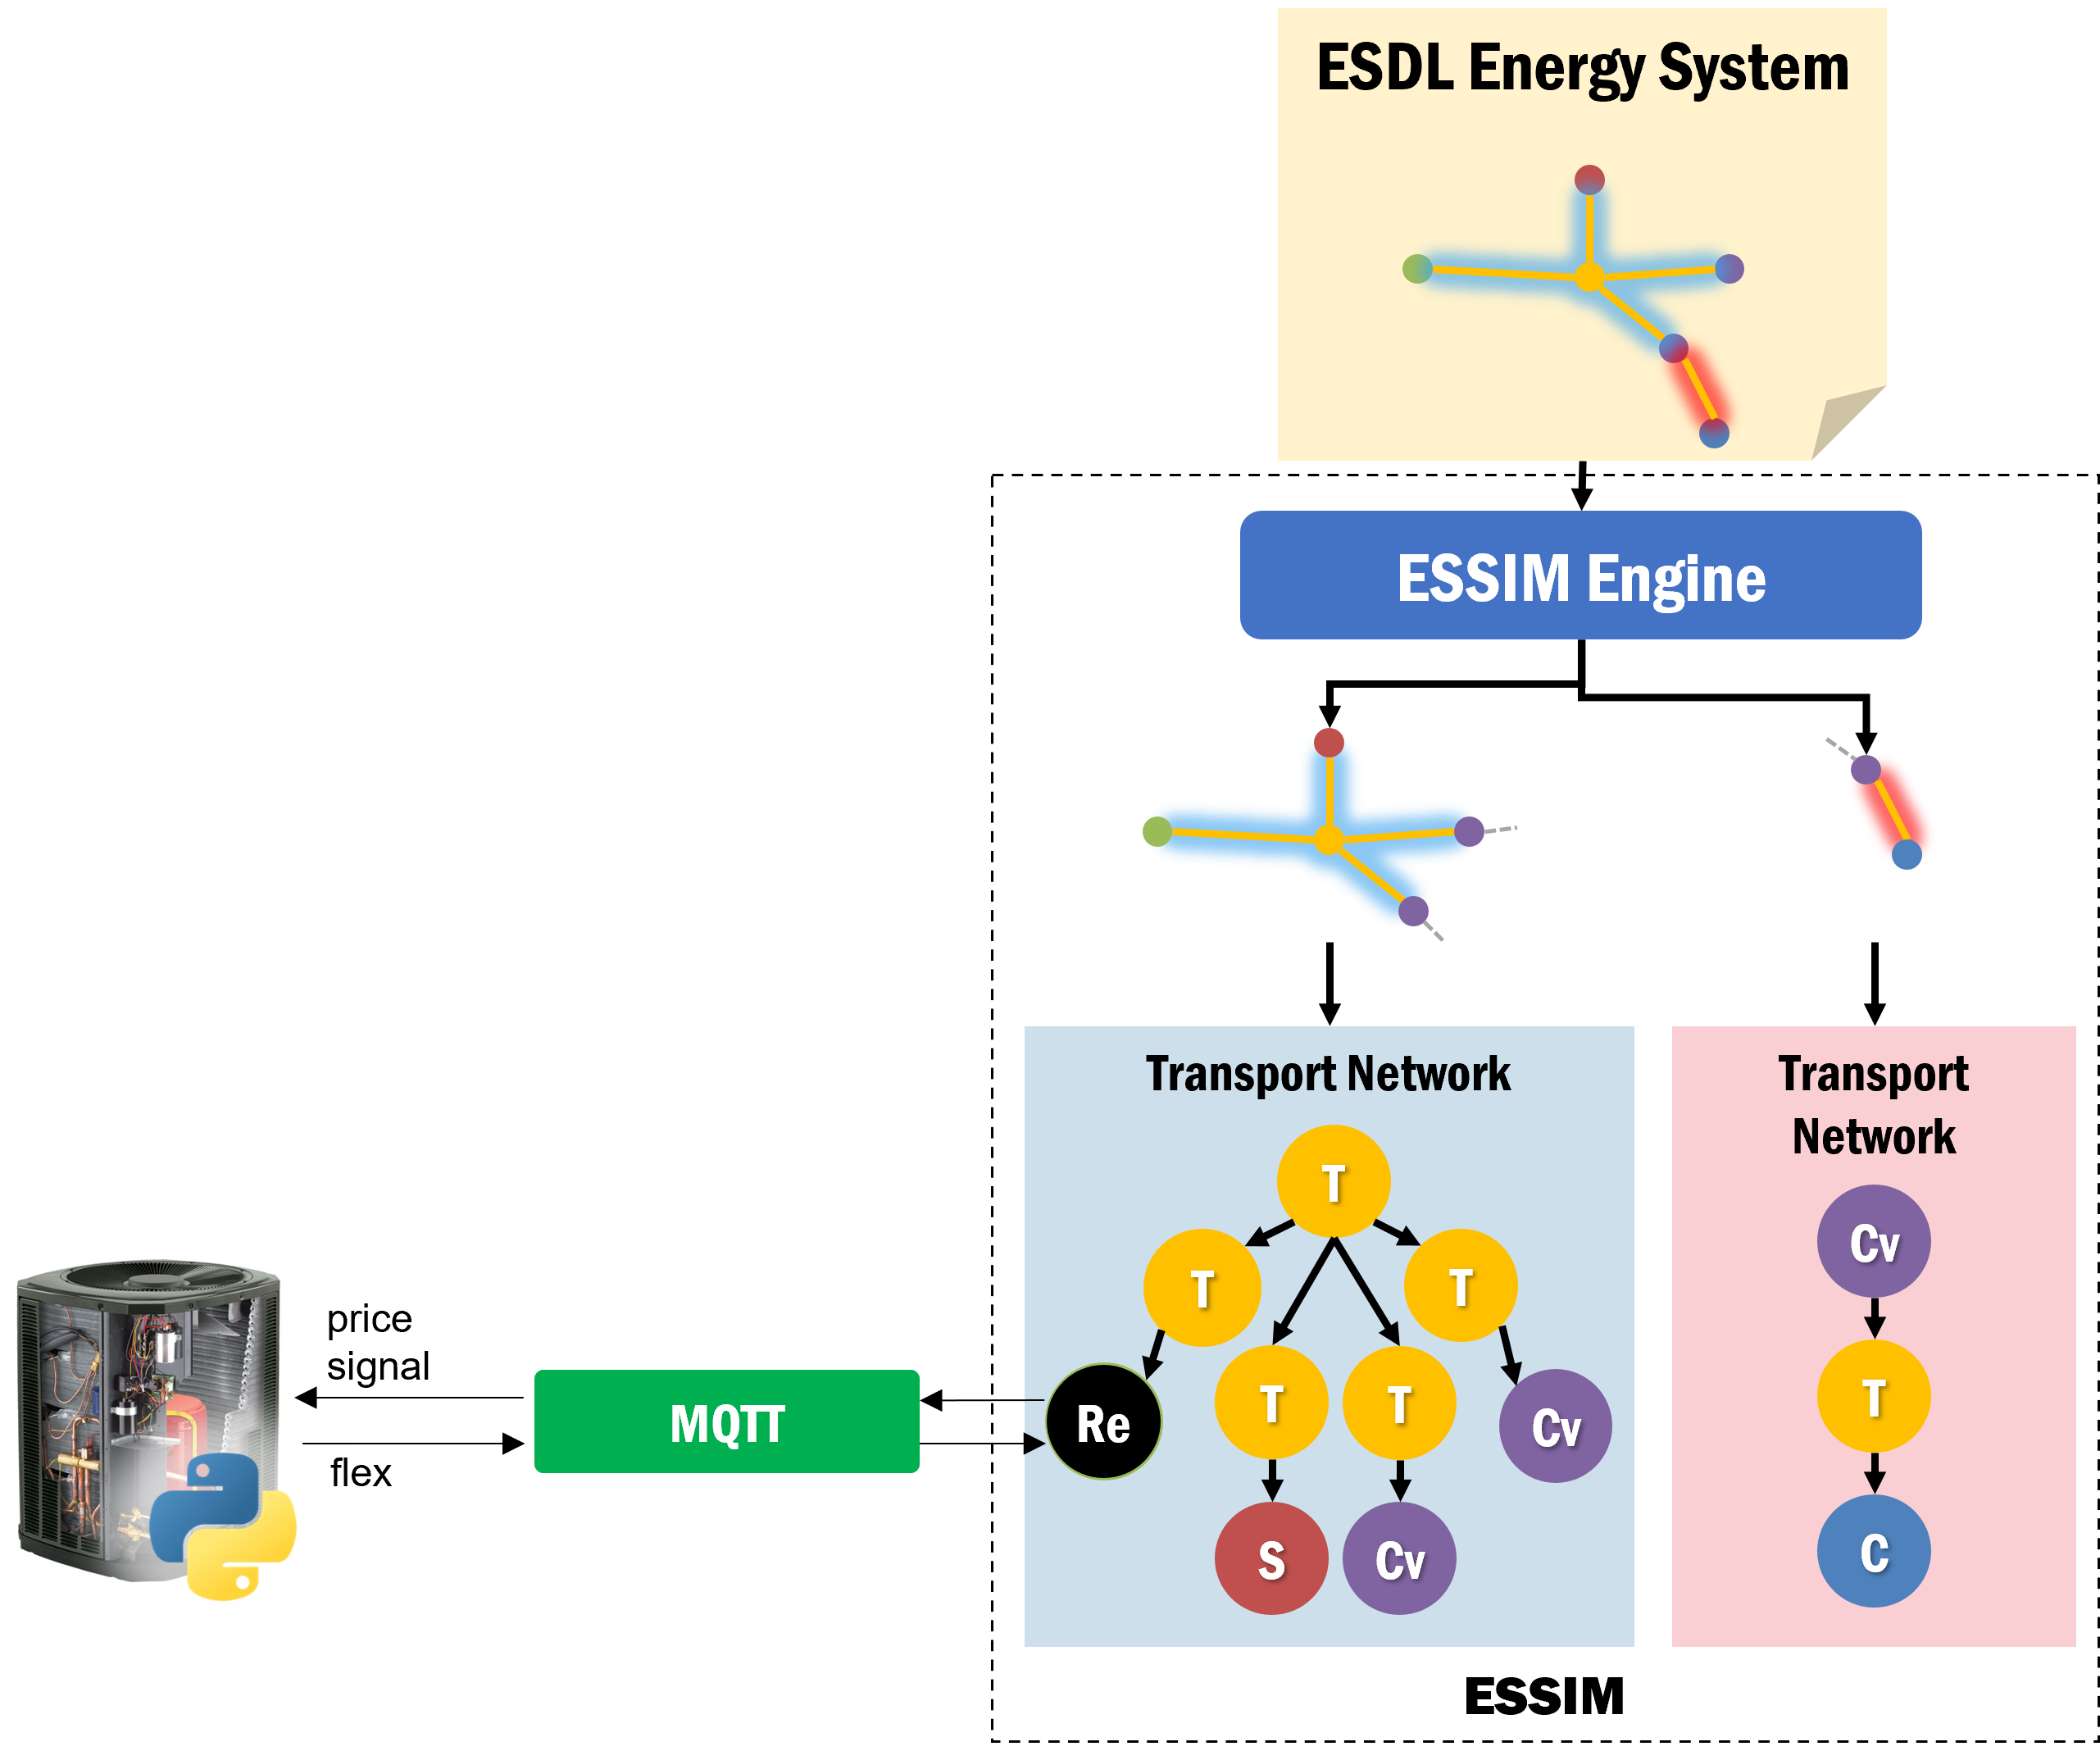 ESDL Energy System
ESSIM Engine
Transport Network
Transport
Network
T
T
T
T
T
Re
Cv
S
Cv
Cv
T
C
price
signal
MQTT
flex
ESSIM